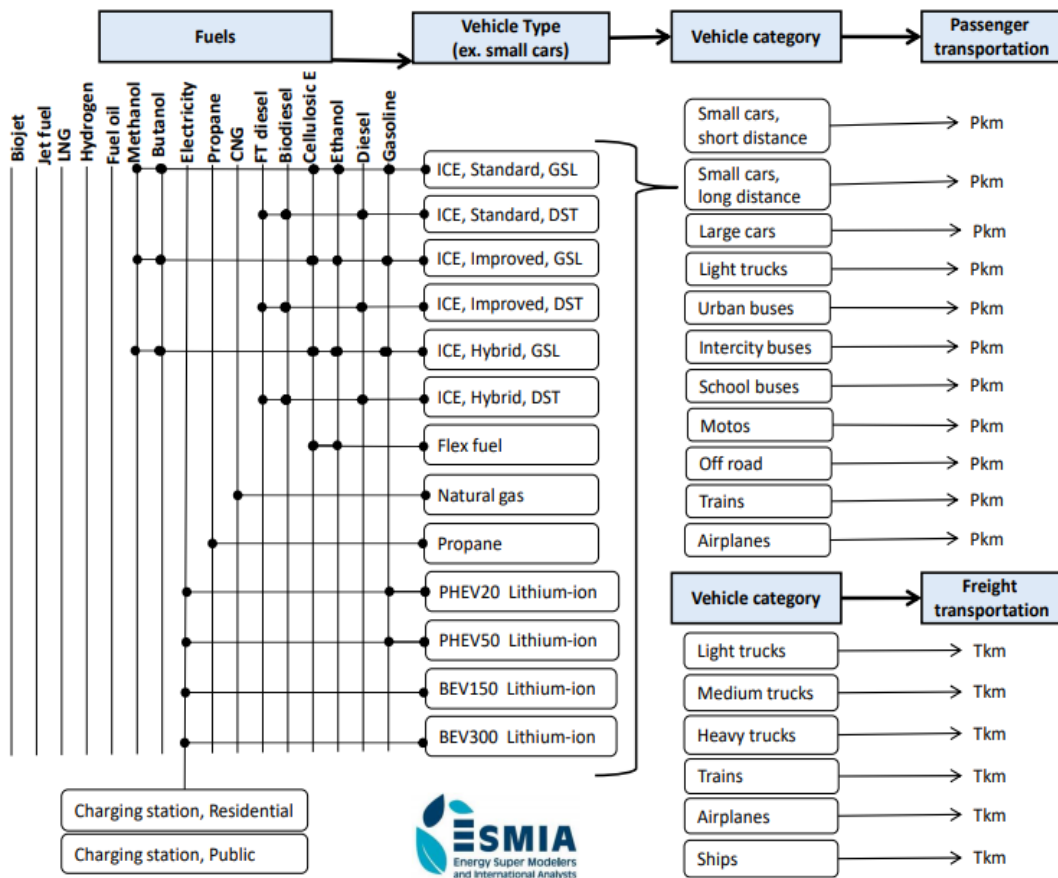 Fuels
Vehicle Type
(ex. small cars)
Vehicle category
Passenger
transportation
Biojet
Jet fuel
LNG
Hydrogen
Fuel oil
Methanol
Butanol
Electricity
Propane
CNG
FT diesel
Biodiesel
Cellulosic E
Ethanol
Diesel
Gasoline
ICE, Standard, GSL
ICE, Standard, DST
ICE, Improved, GSL
ICE, Improved, DST
ICE, Hybrid, GSL
ICE, Hybrid, DST
Flex fuel
Natural gas
Propane
PHEV20 Lithium-ion
PHEV50 Lithium-ion
BEV150 Lithium-ion
BEV300 Lithium-ion
Charging station, Residential
Charging station, Public
Small cars,
short distance
Pkm
Small cars,
long distance
Pkm
Large cars
Pkm
Light trucks
Pkm
Urban buses
Pkm
Intercity buses
Pkm
School buses
Pkm
Motos
Pkm
Off road
Pkm
Trains
Pkm
Airplanes
Pkm
Vehicle category
Freight
transportation
Light trucks
Tkm
Medium trucks
Tkm
Heavy trucks
Tkm
Trains
Tkm
Airplanes
Tkm
Ships
Tkm
ESMIA
Energy Super Modelers
and International Analysts